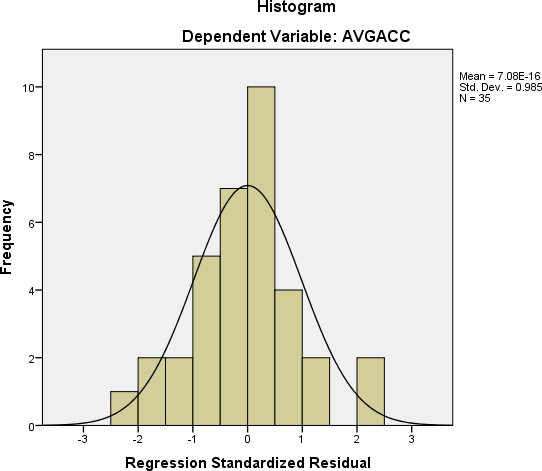 Histogram
Dependent Variable: AVGACC
Mean = 7.08E-16
Std. Dev. = 0.985
N = 35
10
8
6
4
2
0
Frequency
-3 -2 -1 0 1 2 3
Regression Standardized Residual